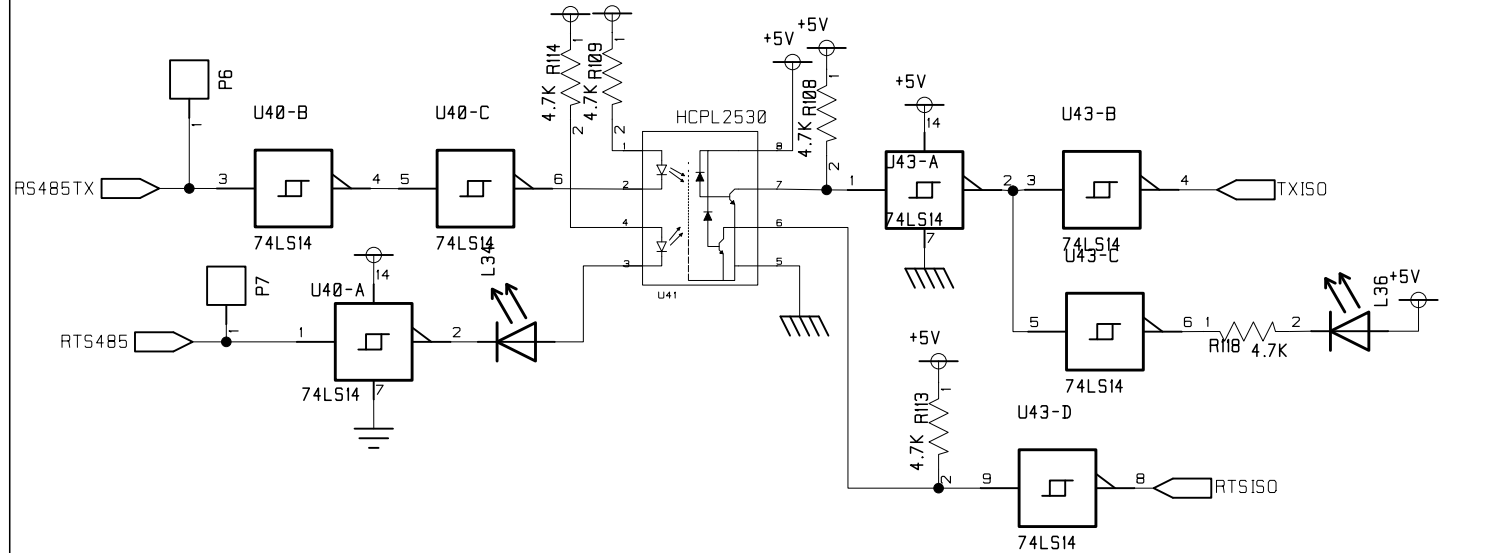 +5V
+5V
R114
4.7K
1
2
R109
4.7K
1
2
R108
4.7K
1
2
P6
1
+5V
14
HCPL2530
U40-B
U40-C
U43-B
RS485TX
3
4
5
6
1
2
4
3
8
7
6
5
U41
1
U43-A
2
3
4
TXISO
74LS14
74LS14
74LS14
7
74LS14
U43-C
P7
1
U40-A
14
L34
RTS485
1
2
74LS14
7
5
6
1
R118
4.7K
2
L36
+5V
74LS14
+5V
R113
4.7K
1
2
U43-D
9
8
RTSISO
74LS14